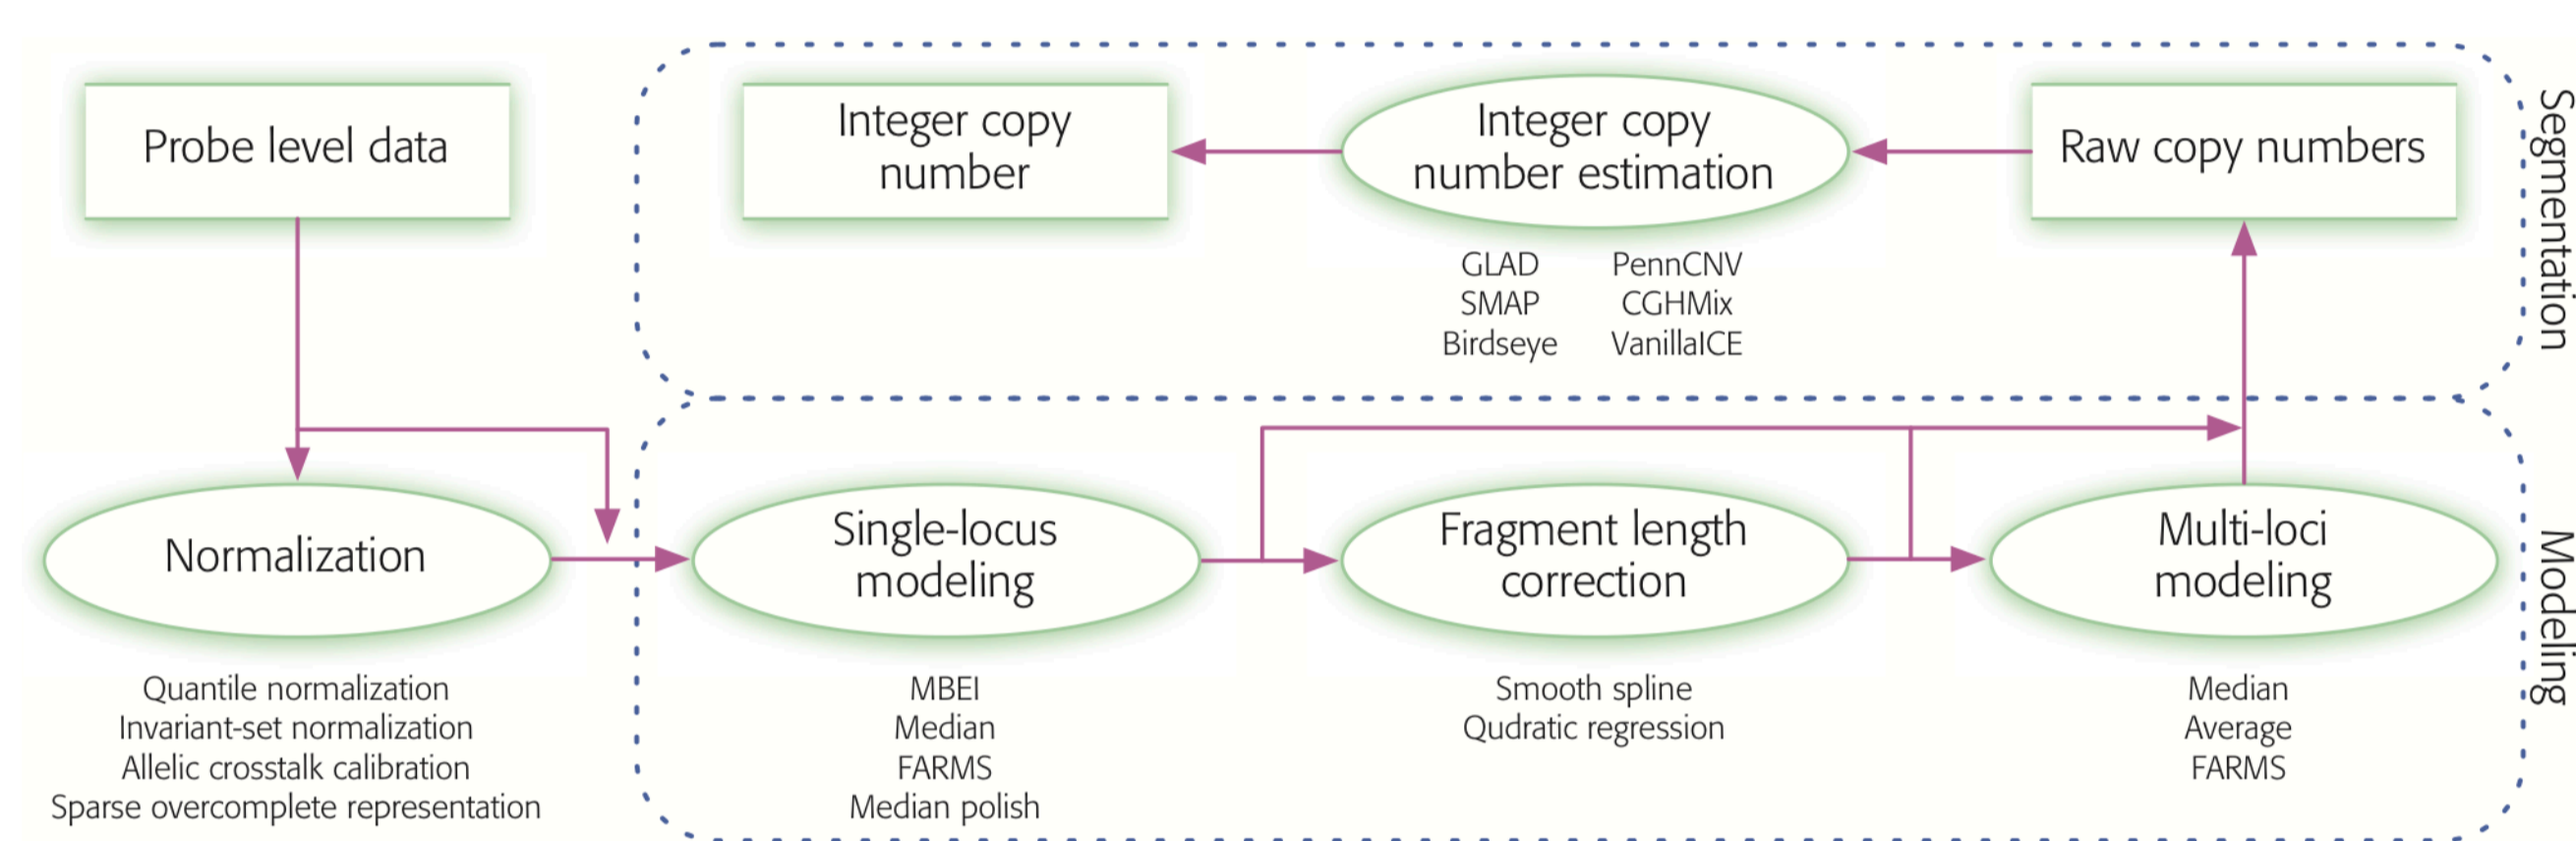 Probe level data
Integer copy
number
Integer copy
number estimation
Raw copy numbers
Segmentation
GLAD
SMAP
Birdseye
PennCNV
CGHMix
VanillaICE
Normalization
Single-locus
modeling
Fragment length
correction
Multi-loci
modeling
Modeling
Quantile normalization
Invariant-set normalization
Allelic crosstalk calibration
Sparse overcomplete representation
MBEI
Median
FARMS
Median polish
Smooth spline
Qudratic regression
Median
Average
FARMS